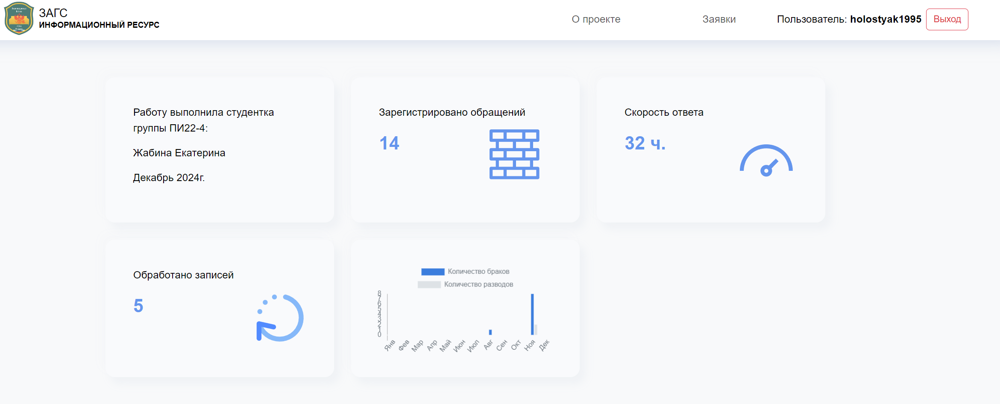 ЗАГС
ИНФОРМАЦИОННЫЙ РЕСУРС
О проекте
Заявки
Пользователь: holostyak1995
Выход
Работу выполнила студентка
группы ПИ22-4:
Жабина Екатерина
Декабрь 2024г.
Зарегистрировано обращений
14
Скорость ответа
32 ч.
Обработано записей
5
Количество браков
Количество разводов
8
7
6
5
4
3
2
1
0
Янв
Фев
Мар
Апр
Май
Июн
Июл
Авг
Сен
Окт
Ноя
Дек